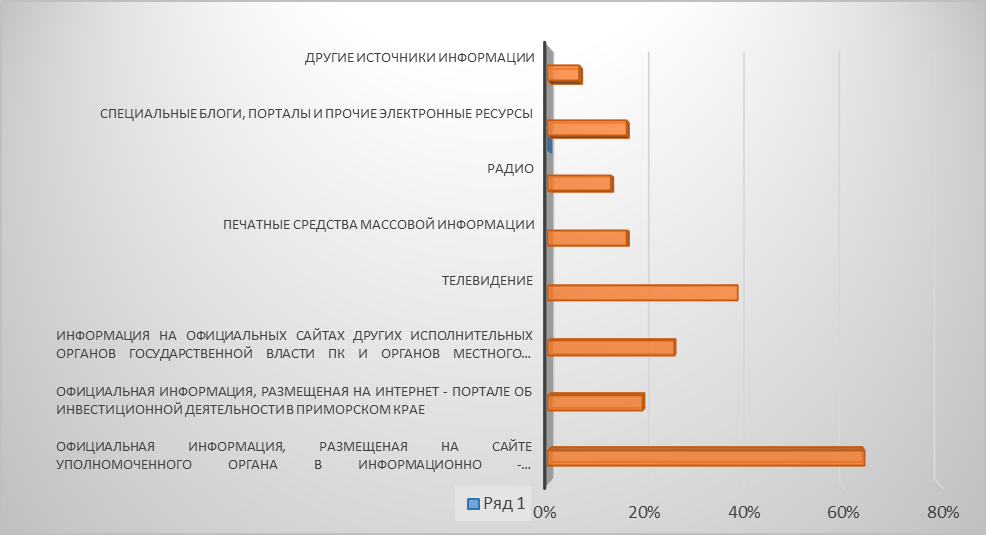 ДРУГИЕ ИСТОЧНИКИ ИНФОРМАЦИИ
СПЕЦИАЛЬНЫЕ БЛОГИ, ПОРТАЛЫ И ПРОЧИЕ ЭЛЕКТРОННЫЕ РЕСУРСЫ
РАДИО
ПЕЧАТНЫЕ СРЕДСТВА МАССОВОЙ ИНФОРМАЦИИ
ТЕЛЕВИДЕНИЕ
ИНФОРМАЦИЯ НА ОФИЦИАЛЬНЫХ САЙТАХ ДРУГИХ ИСПОЛНИТЕЛЬНЫХ
ОРГАНОВ ГОСУДАРСТВЕННОЙ ВЛАСТИ ПК И ОРГАНОВ МЕСТНОГО...
ОФИЦИАЛЬНАЯ ИНФОРМАЦИЯ, РАЗМЕЩЕНАЯ НА ИНТЕРНЕТ - ПОРТАЛЕ ОБ
ИНВЕСТИЦИОННОЙ ДЕЯТЕЛЬНОСТИ В ПРИМОРСКОМ КРАЕ
ОФИЦИАЛЬНАЯ ИНФОРМАЦИЯ, РАЗМЕЩЕНАЯ НА САЙТЕ
УПОЛНОМОЧЕННОГО ОРГАНА В ИНФОРМАЦИОННО -...
Ряд 1
0% 20% 40% 60% 80%